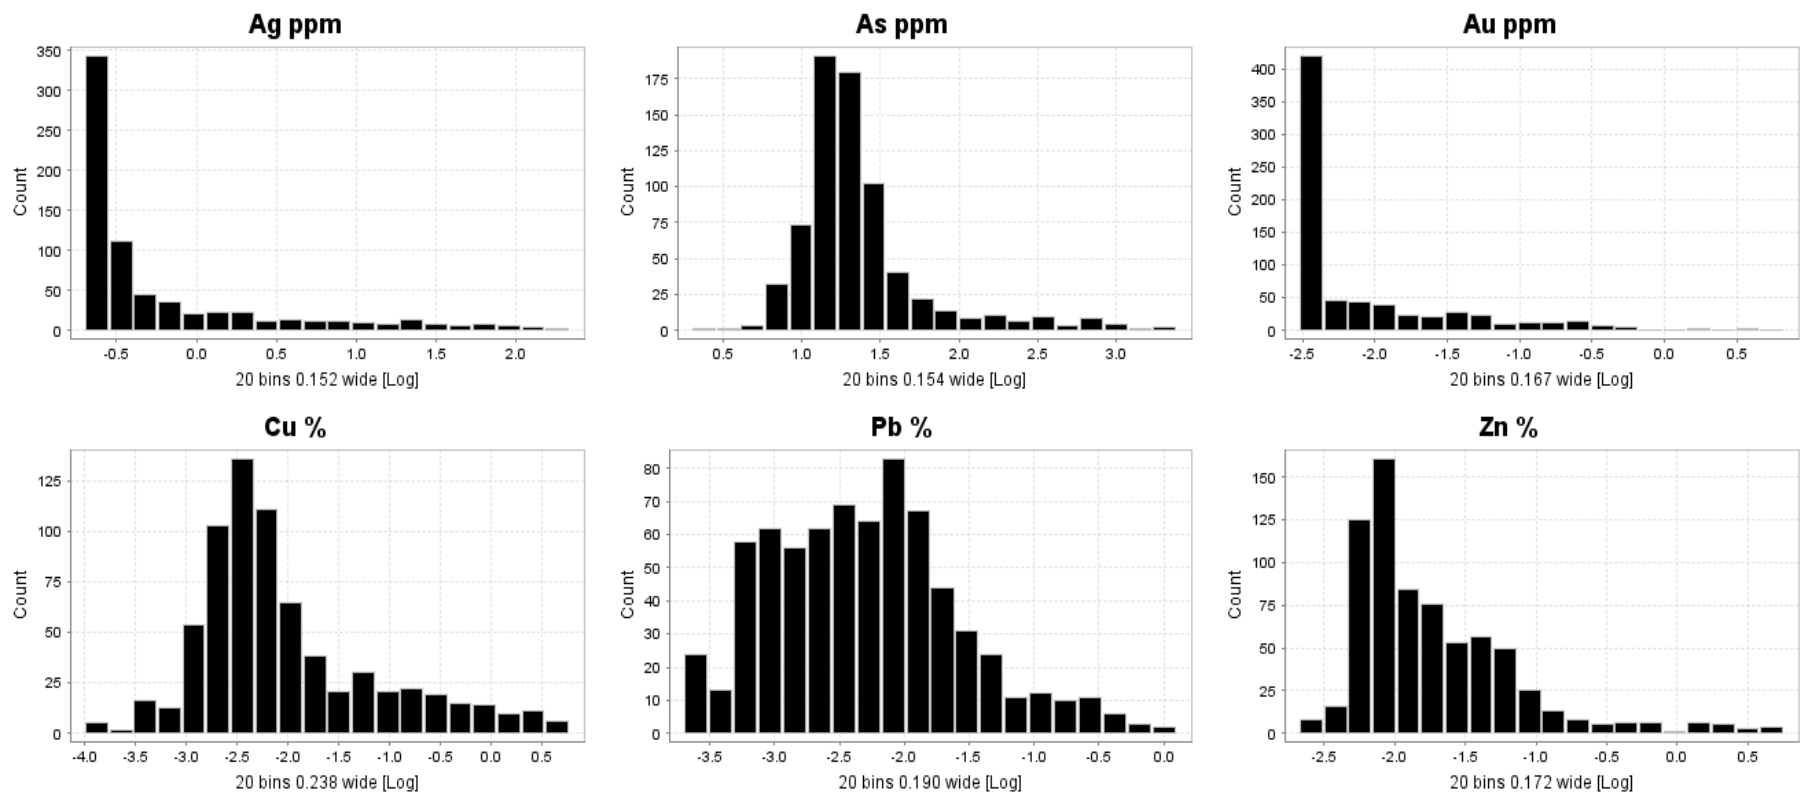 Ag ppm
350
300
250
200
150
100
50
0
Count
-0.5 0.0 0.5 1.0 1.5 2.0
20 bins 0.152 wide [Log]
As ppm
175
150
125
100
75
50
25
0
Count
0.5 1.0 1.5 2.0 2.5 3.0
20 bins 0.154 wide [Log]
Au ppm
400
350
300
250
200
150
100
50
0
Count
-2.5 -2.0 -1.5 -1.0 -0.5 0.0 0.5
20 bins 0.167 wide [Log]
Cu %
125
100
75
50
25
0
Count
-4.0 -3.5 -3.0 -2.5 -2.0 -1.5 -1.0 -0.5 0.0 0.5
20 bins 0.238 wide [Log]
Pb %
80
70
60
50
40
30
20
10
0
Count
-3.5 -3.0 -2.5 -2.0 -1.5 -1.0 -0.5 0.0
20 bins 0.190 wide [Log]
Zn %
150
125
100
75
50
25
0
Count
-2.5 -2.0 -1.5 -1.0 -0.5 0.0 0.5
20 bins 0.172 wide [Log]